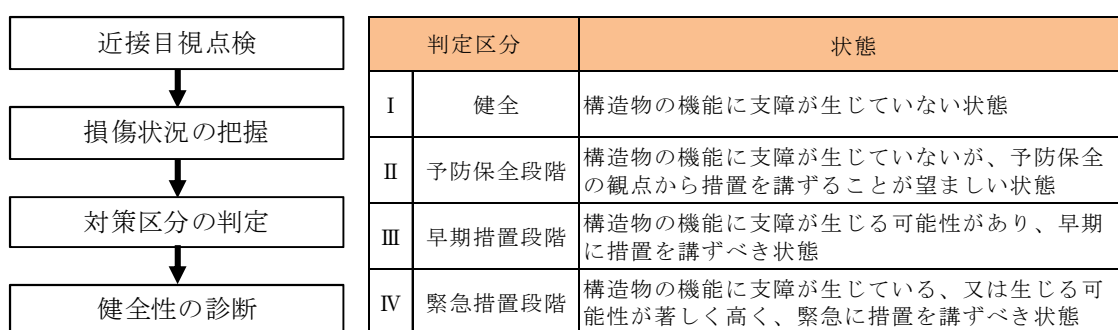 近接目視点検
損傷状況の把握
対策区分の判定
健全性の診断
判定区分 状態
Ⅰ 健全 構造物の機能に支障が生じていない状態
Ⅱ 予防保全段階 構造物の機能に支障が生じていないが、予防保全
の観点から措置を講ずることが望ましい状態
Ⅲ 早期措置段階 構造物の機能に支障が生じる可能性があり、早期
に措置を講ずべき状態
Ⅳ 緊急措置段階 構造物の機能に支障が生じている、又は生じる可
能性が著しく高く、緊急に措置を講ずべき状態